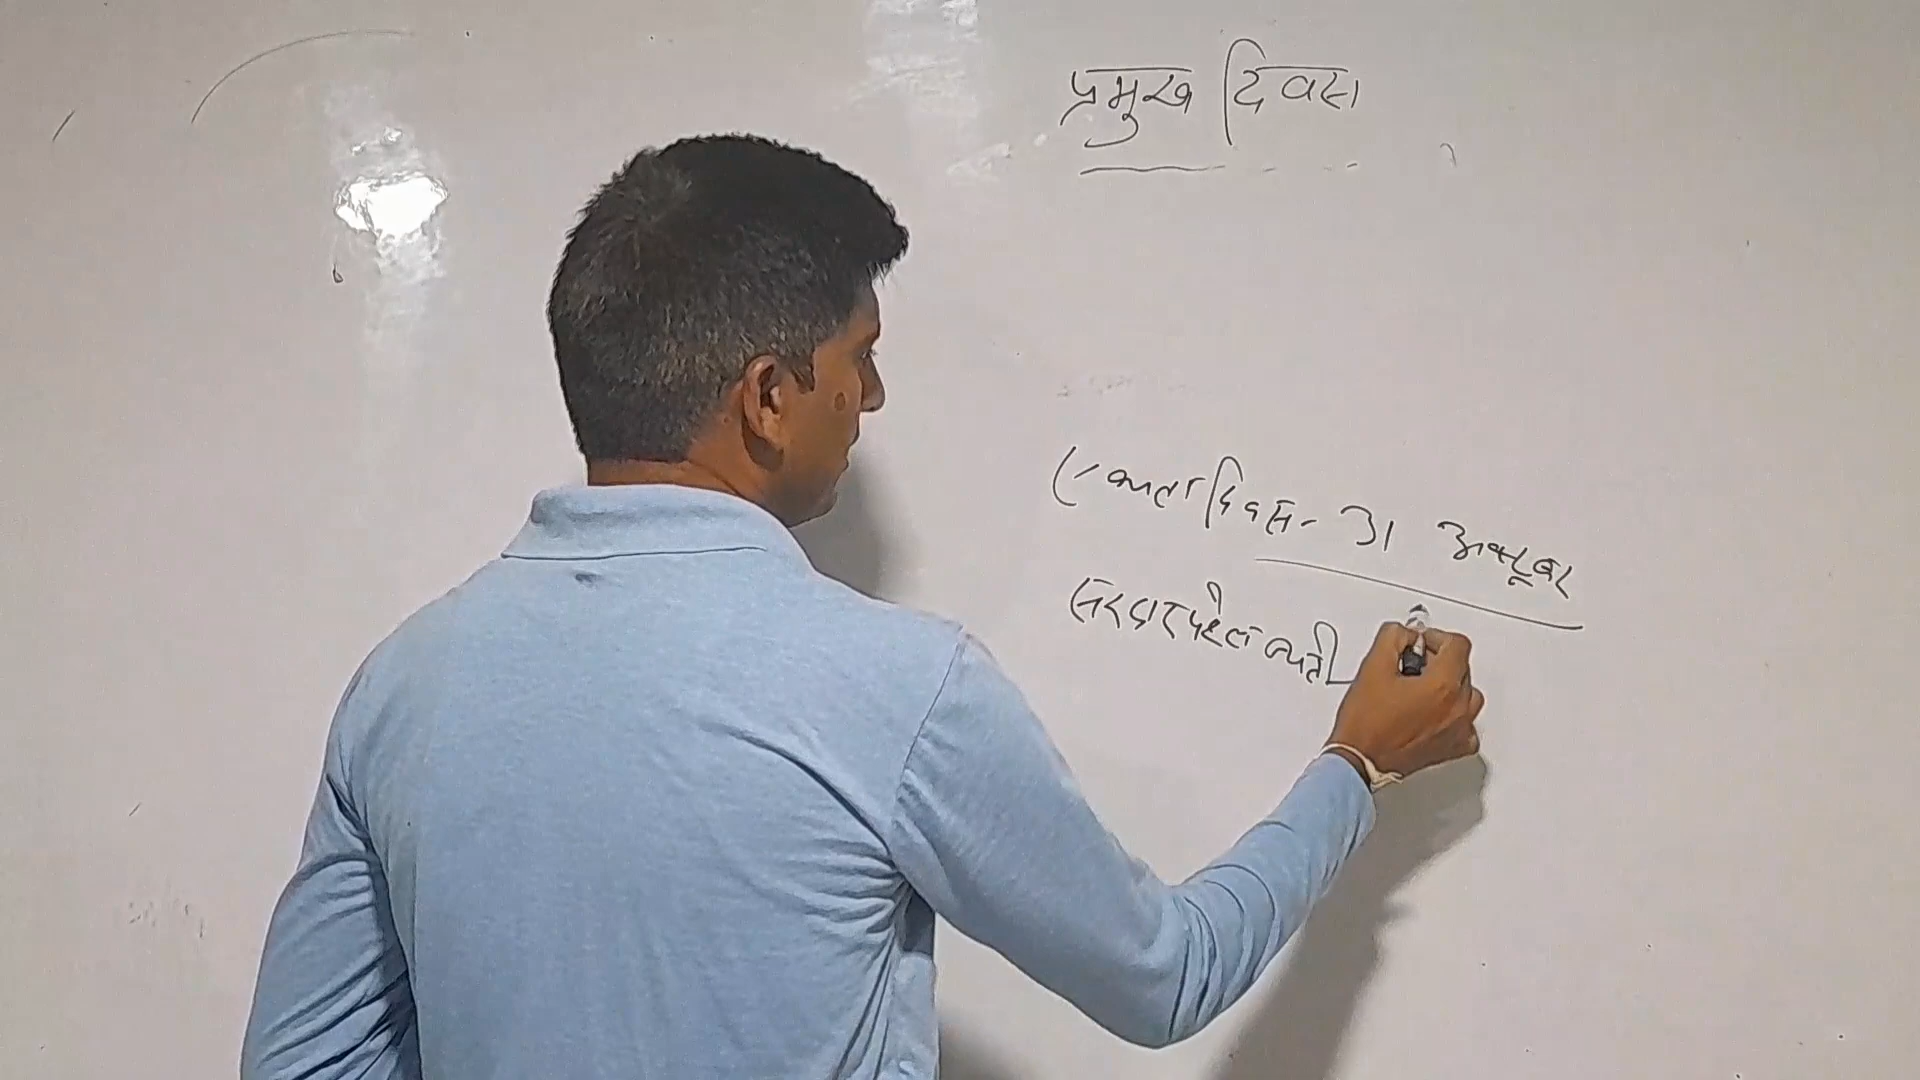 प्रमुख दिवस
एकता दिवस - 31 अक्टूबर
सरदार पटेल जयंती